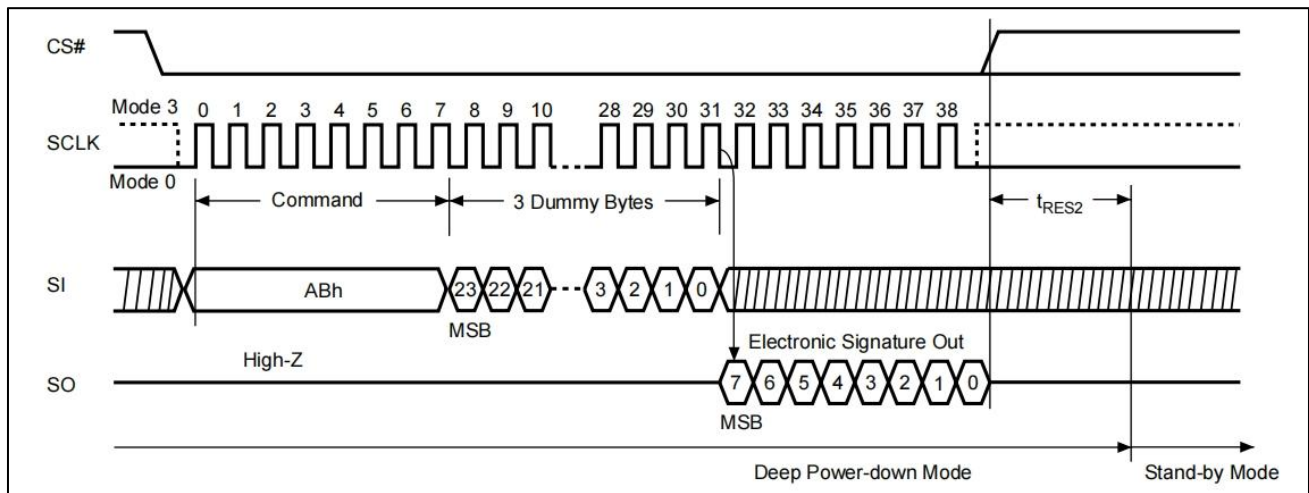 CS#
Mode 3 0 1 2 3 4 5 6 7 8 9 10 28 29 30 31 32 33 34 35 36 37 38
SCLK
Mode 0
Command 3 Dummy Bytes tRES2
SI ABh 23 22 21 3 2 1 0
MSB Electronic Signature Out
High-Z
SO 7 6 5 4 3 2 1 0
MSB
Deep Power-down Mode Stand-by Mode